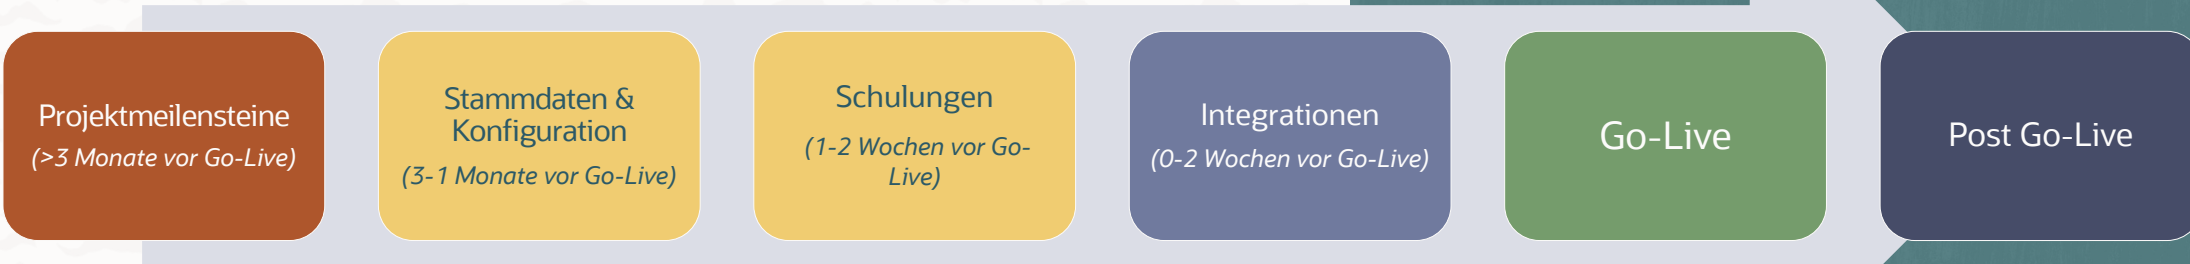 Projektmeilensteine
(>3 Monate vor Go-Live)
Stammdaten &
Konfiguration
(3-1 Monate vor Go-Live)
Schulungen
(1-2 Wochen vor Go-
Live)
Integrationen
(0-2 Wochen vor Go-Live)
Go-Live
Post Go-Live